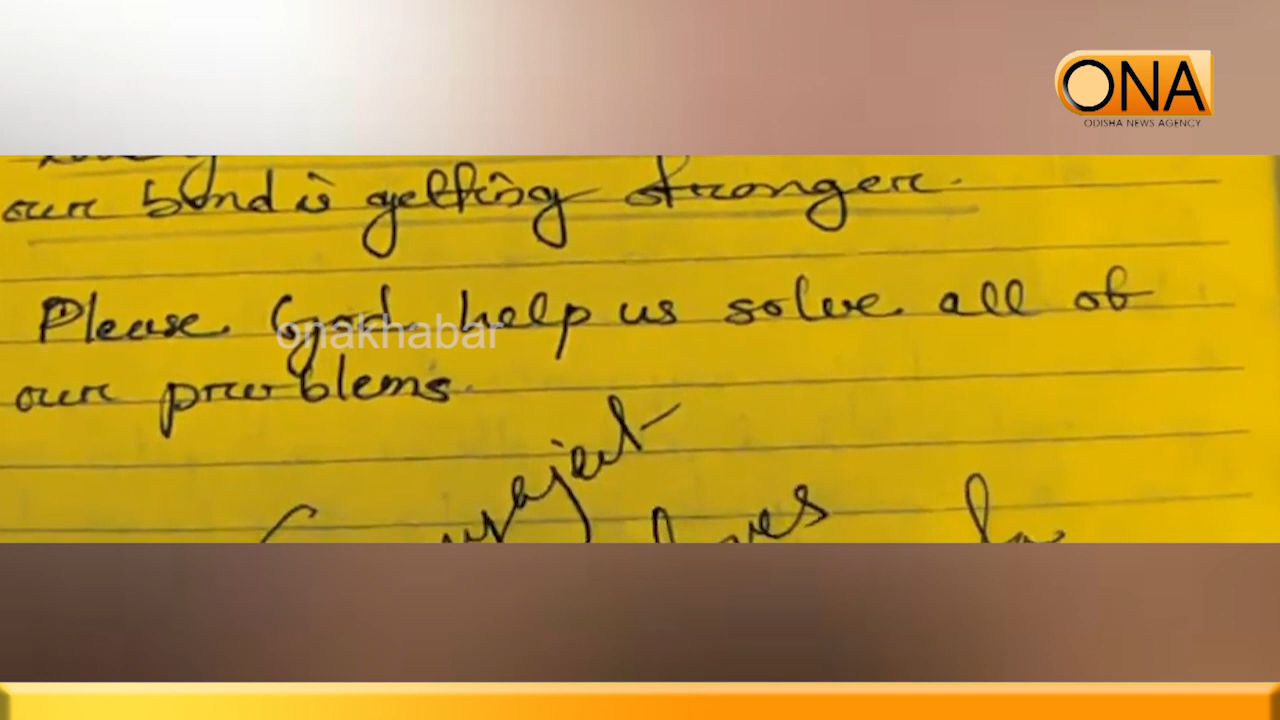 ONA
ODISHA NEWS AGENCY
our bond is getting stronger.
Please God help us solve all of
onakhabar
our problems.
loves